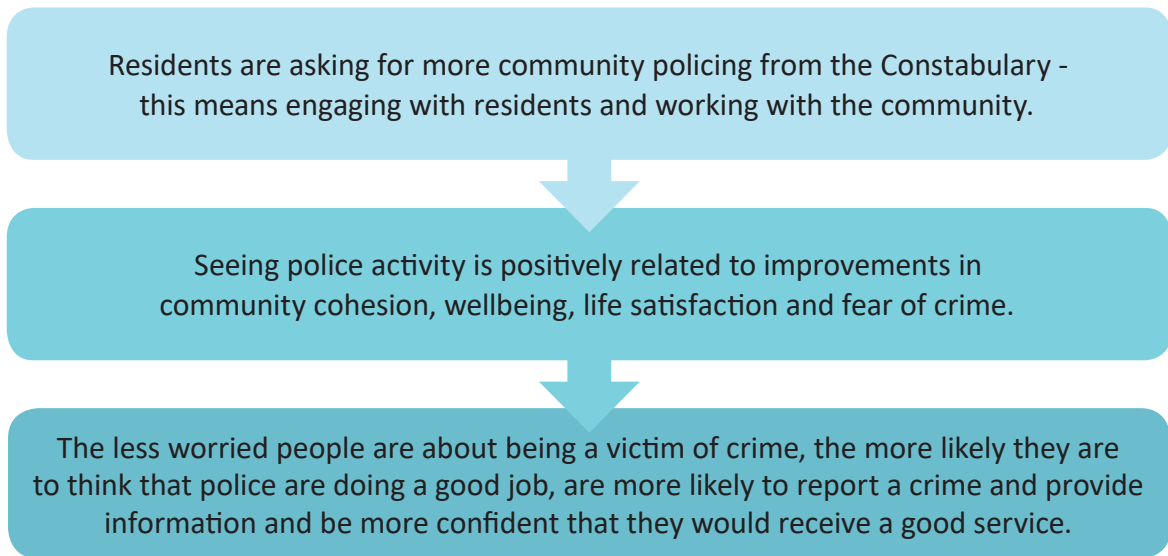 Residents are asking for more community policing from the Constabulary -
this means engaging with residents and working with the community.
Seeing police activity is positively related to improvements in
community cohesion, wellbeing, life satisfaction and fear of crime.
The less worried people are about being a victim of crime, the more likely they are
to think that police are doing a good job, are more likely to report a crime and provide
information and be more confident that they would receive a good service.